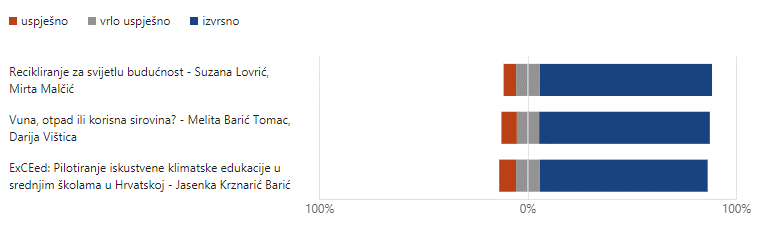 uspješno vrlo uspješno izvrsno
Recikliranje za svijetlu budućnost - Suzana Lovrić,
Mirta Malčić
Vuna, otpad ili korisna sirovina? - Melita Barić Tomac,
Darija Vištica
ExCEed: Pilotiranje iskustvene klimatske edukacije u
srednjim školama u Hrvatskoj - Jasenka Krznarić Barić
100% 0% 100%